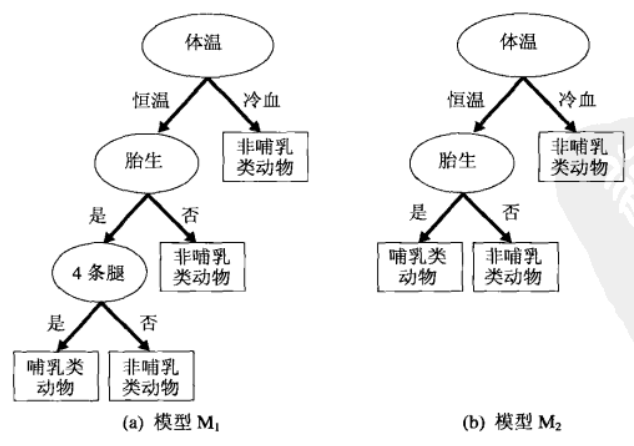 体温
体温
恒温
冷血
恒温
冷血
胎生
非哺乳
类动物
胎生
非哺乳
类动物
是
否
是
否
4 条腿
非哺乳
类动物
哺乳类
动物
非哺乳
类动物
是
否
哺乳类
动物
非哺乳
类动物
(a) 模型 M₁
(b) 模型 M₂